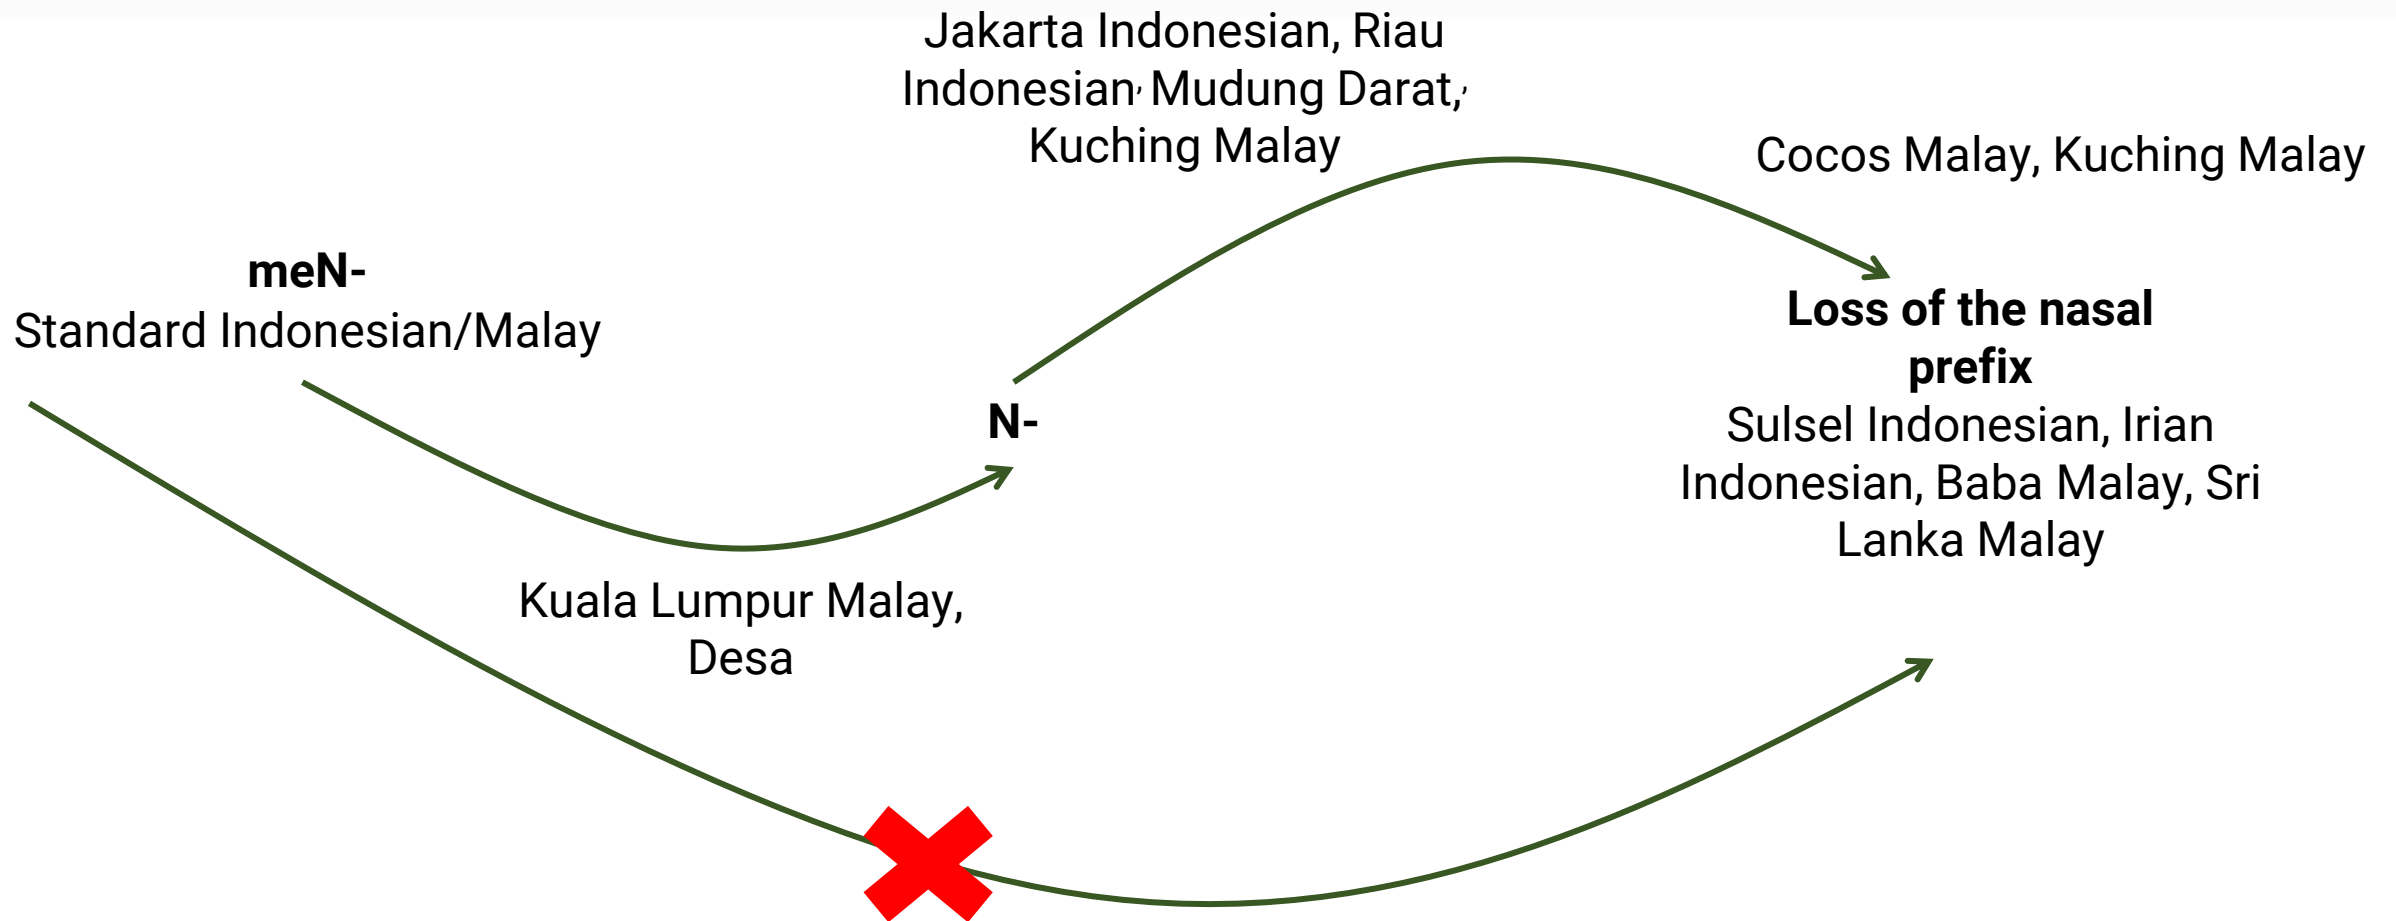 Jakarta Indonesian, Riau
Indonesian, Mudung Darat,,
Kuching Malay
Cocos Malay, Kuching Malay
meN-
Standard Indonesian/Malay
Loss of the nasal
prefix
Sulsel Indonesian, Irian
Indonesian, Baba Malay, Sri
Lanka Malay
N-
Kuala Lumpur Malay,
Desa